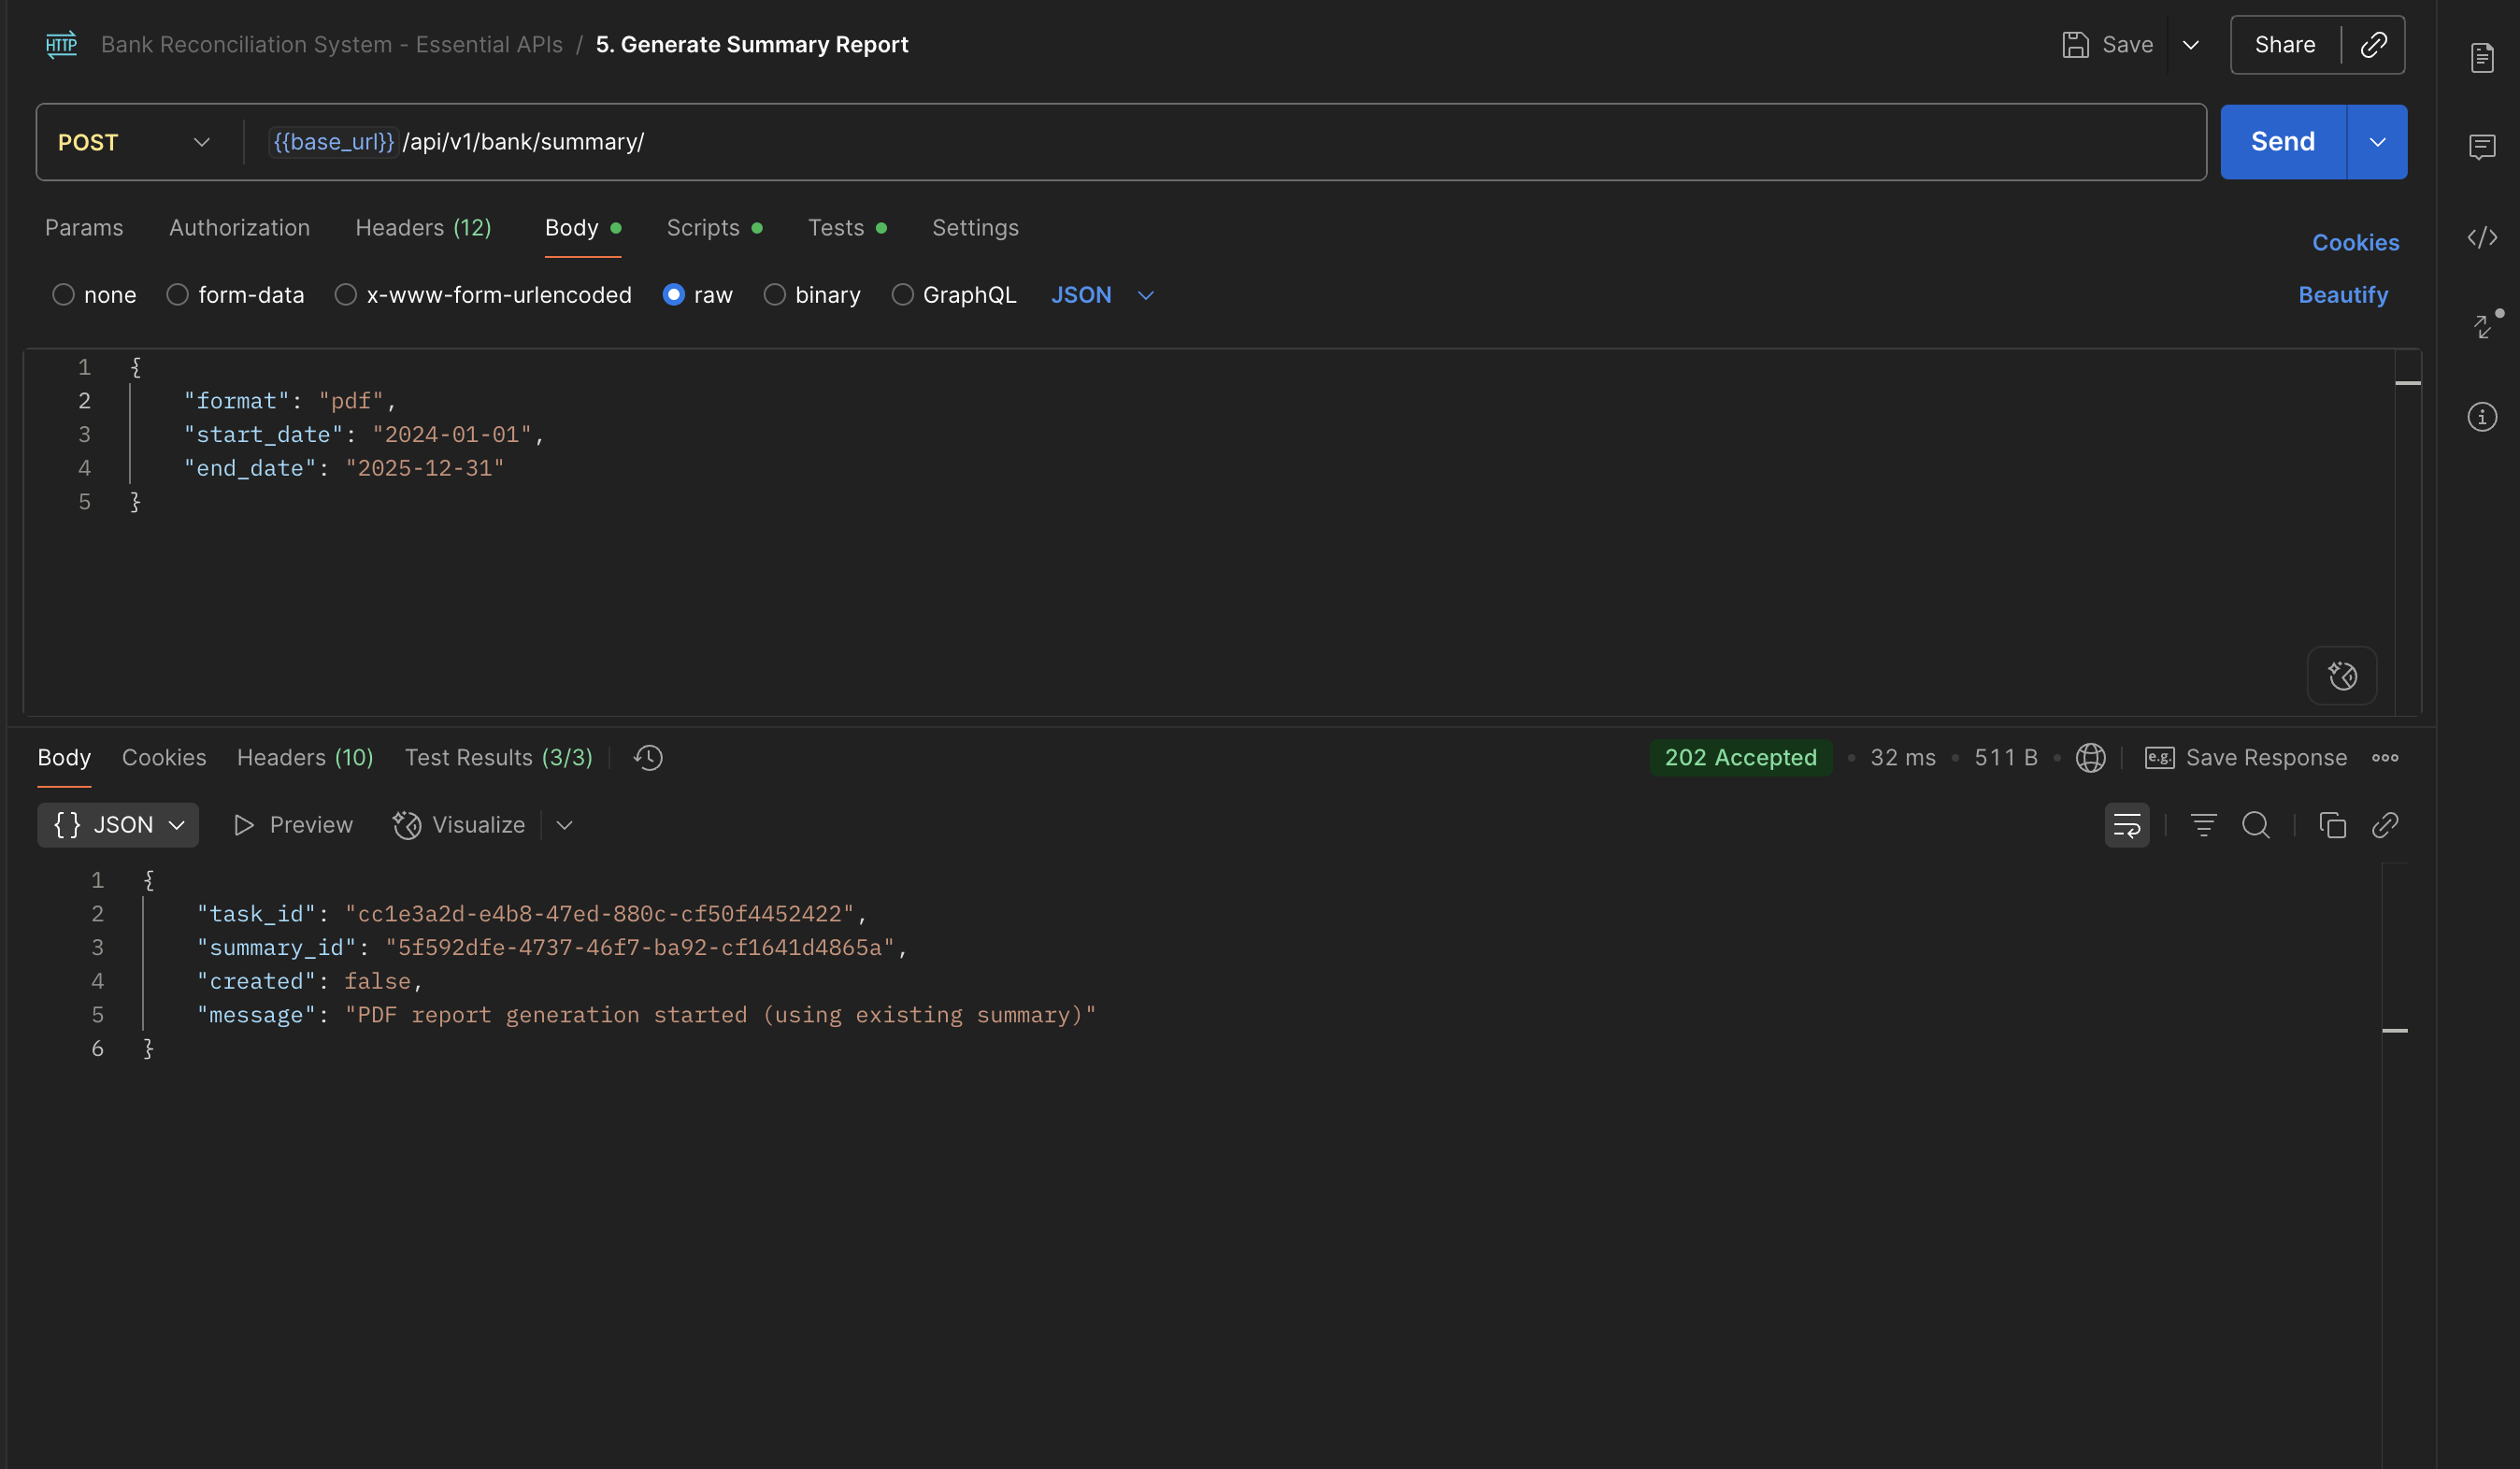 HTTP Bank Reconciliation System - Essential APIs / 5. Generate Summary Report Save Share
POST {{base_url}}/api/v1/bank/summary/ Send
Params Authorization Headers (12) Body Scripts Tests Settings Cookies
none form-data x-www-form-urlencoded raw binary GraphQL JSON Beautify
1 {
2 "format": "pdf",
3 "start_date": "2024-01-01",
4 "end_date": "2025-12-31"
5 }
Body Cookies Headers (10) Test Results (3/3) 202 Accepted • 32 ms • 511 B • e.g. Save Response
{} JSON Preview Visualize
1 {
2 "task_id": "cc1e3a2d-e4b8-47ed-880c-cf50f4452422",
3 "summary_id": "5f592dfe-4737-46f7-ba92-cf1641d4865a",
4 "created": false,
5 "message": "PDF report generation started (using existing summary)"
6 }